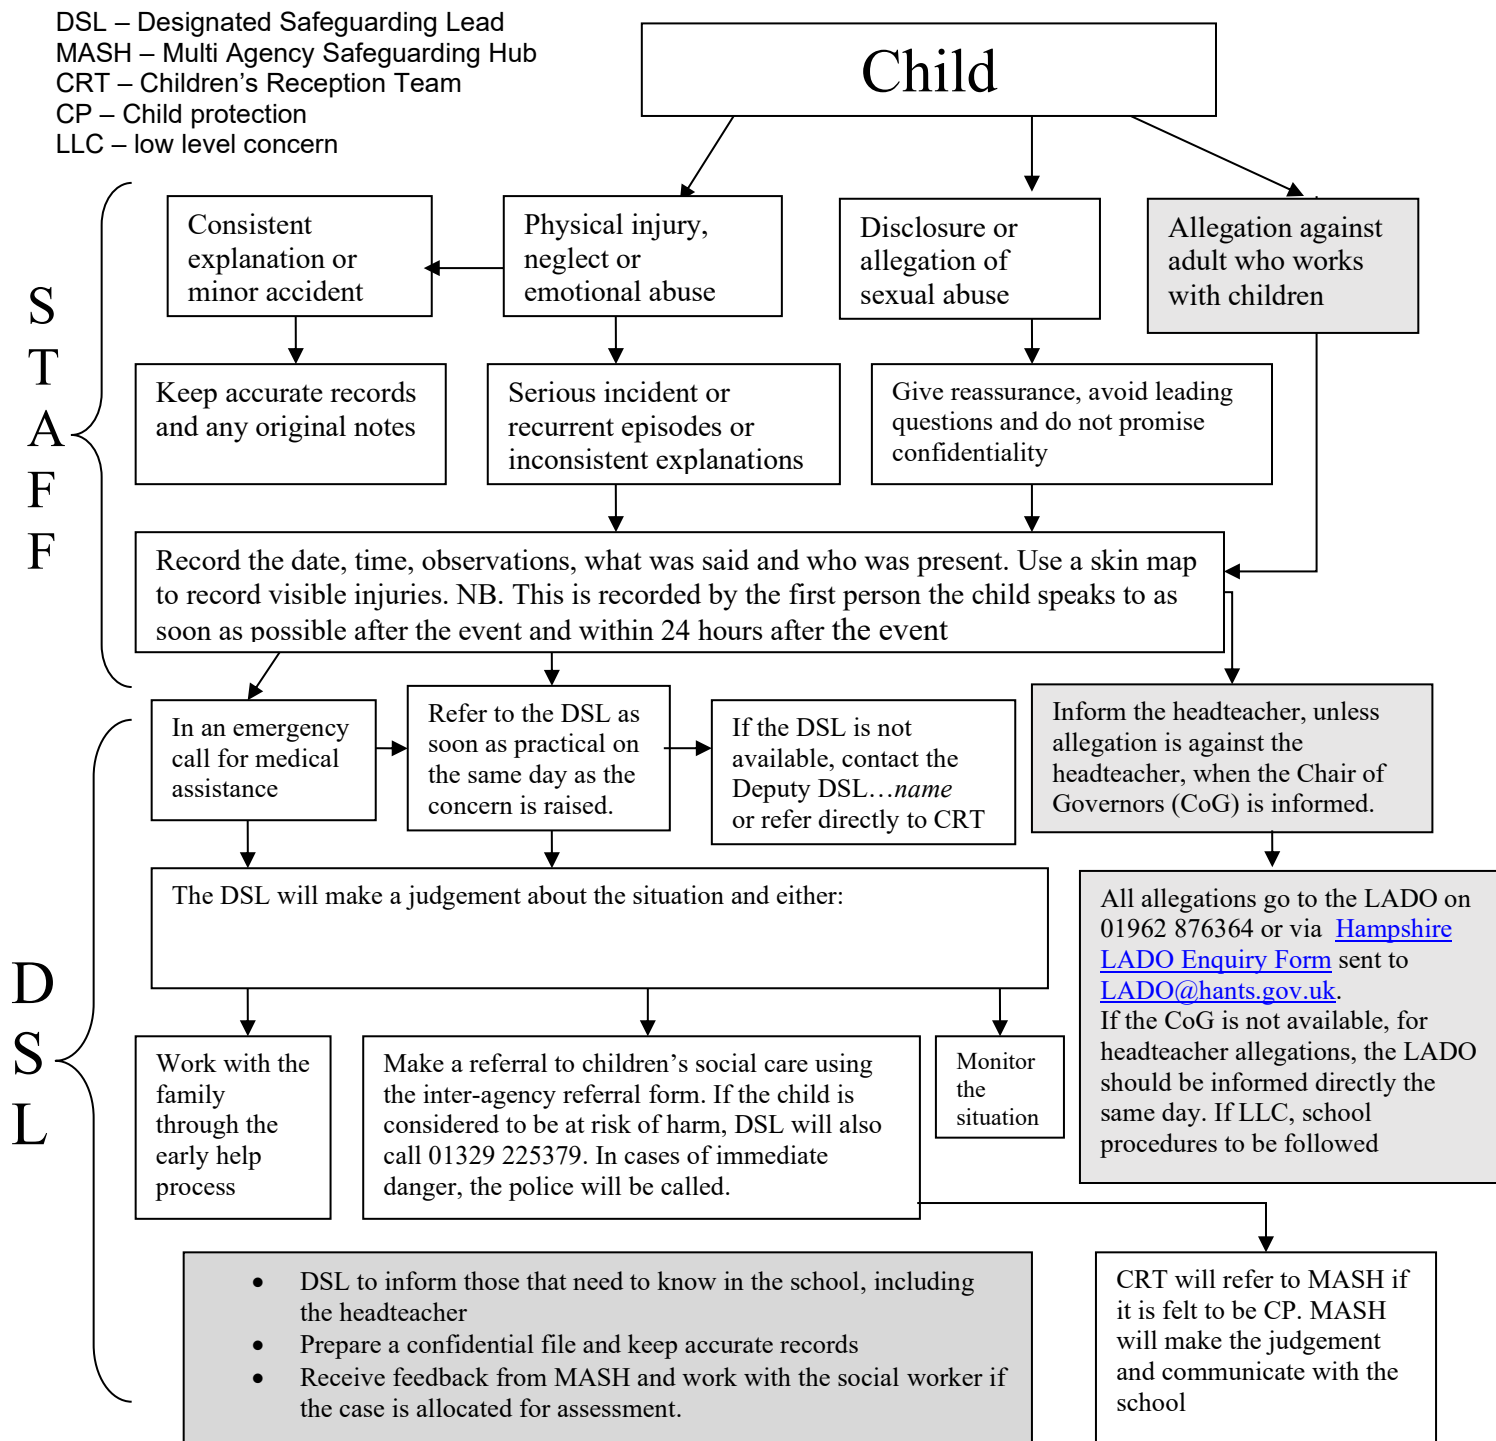 DSL – Designated Safeguarding Lead
MASH – Multi Agency Safeguarding Hub
CRT – Children’s Reception Team
CP – Child protection
LLC – low level concern
Child
S
T
A
F
F
Consistent
explanation or
minor accident
Physical injury,
neglect or
emotional abuse
Disclosure or
allegation of
sexual abuse
Allegation against
adult who works
with children
Keep accurate records
and any original notes
Serious incident or
recurrent episodes or
inconsistent explanations
Give reassurance, avoid leading
questions and do not promise
confidentiality
Record the date, time, observations, what was said and who was present. Use a skin map
to record visible injuries. NB. This is recorded by the first person the child speaks to as
soon as possible after the event and within 24 hours after the event
D
S
L
In an emergency
call for medical
assistance
Refer to the DSL as
soon as practical on
the same day as the
concern is raised.
If the DSL is not
available, contact the
Deputy DSL…name
or refer directly to CRT
Inform the headteacher, unless
allegation is against the
headteacher, when the Chair of
Governors (CoG) is informed.
The DSL will make a judgement about the situation and either:
All allegations go to the LADO on
01962 876364 or via Hampshire
LADO Enquiry Form sent to
LADO@hants.gov.uk.
If the CoG is not available, for
headteacher allegations, the LADO
should be informed directly the
same day. If LLC, school
procedures to be followed
Work with the
family
through the
early help
process
Make a referral to children’s social care using
the inter-agency referral form. If the child is
considered to be at risk of harm, DSL will also
call 01329 225379. In cases of immediate
danger, the police will be called.
Monitor
the
situation
• DSL to inform those that need to know in the school, including
the headteacher
• Prepare a confidential file and keep accurate records
• Receive feedback from MASH and work with the social worker if
the case is allocated for assessment.
CRT will refer to MASH if
it is felt to be CP. MASH
will make the judgement
and communicate with the
school